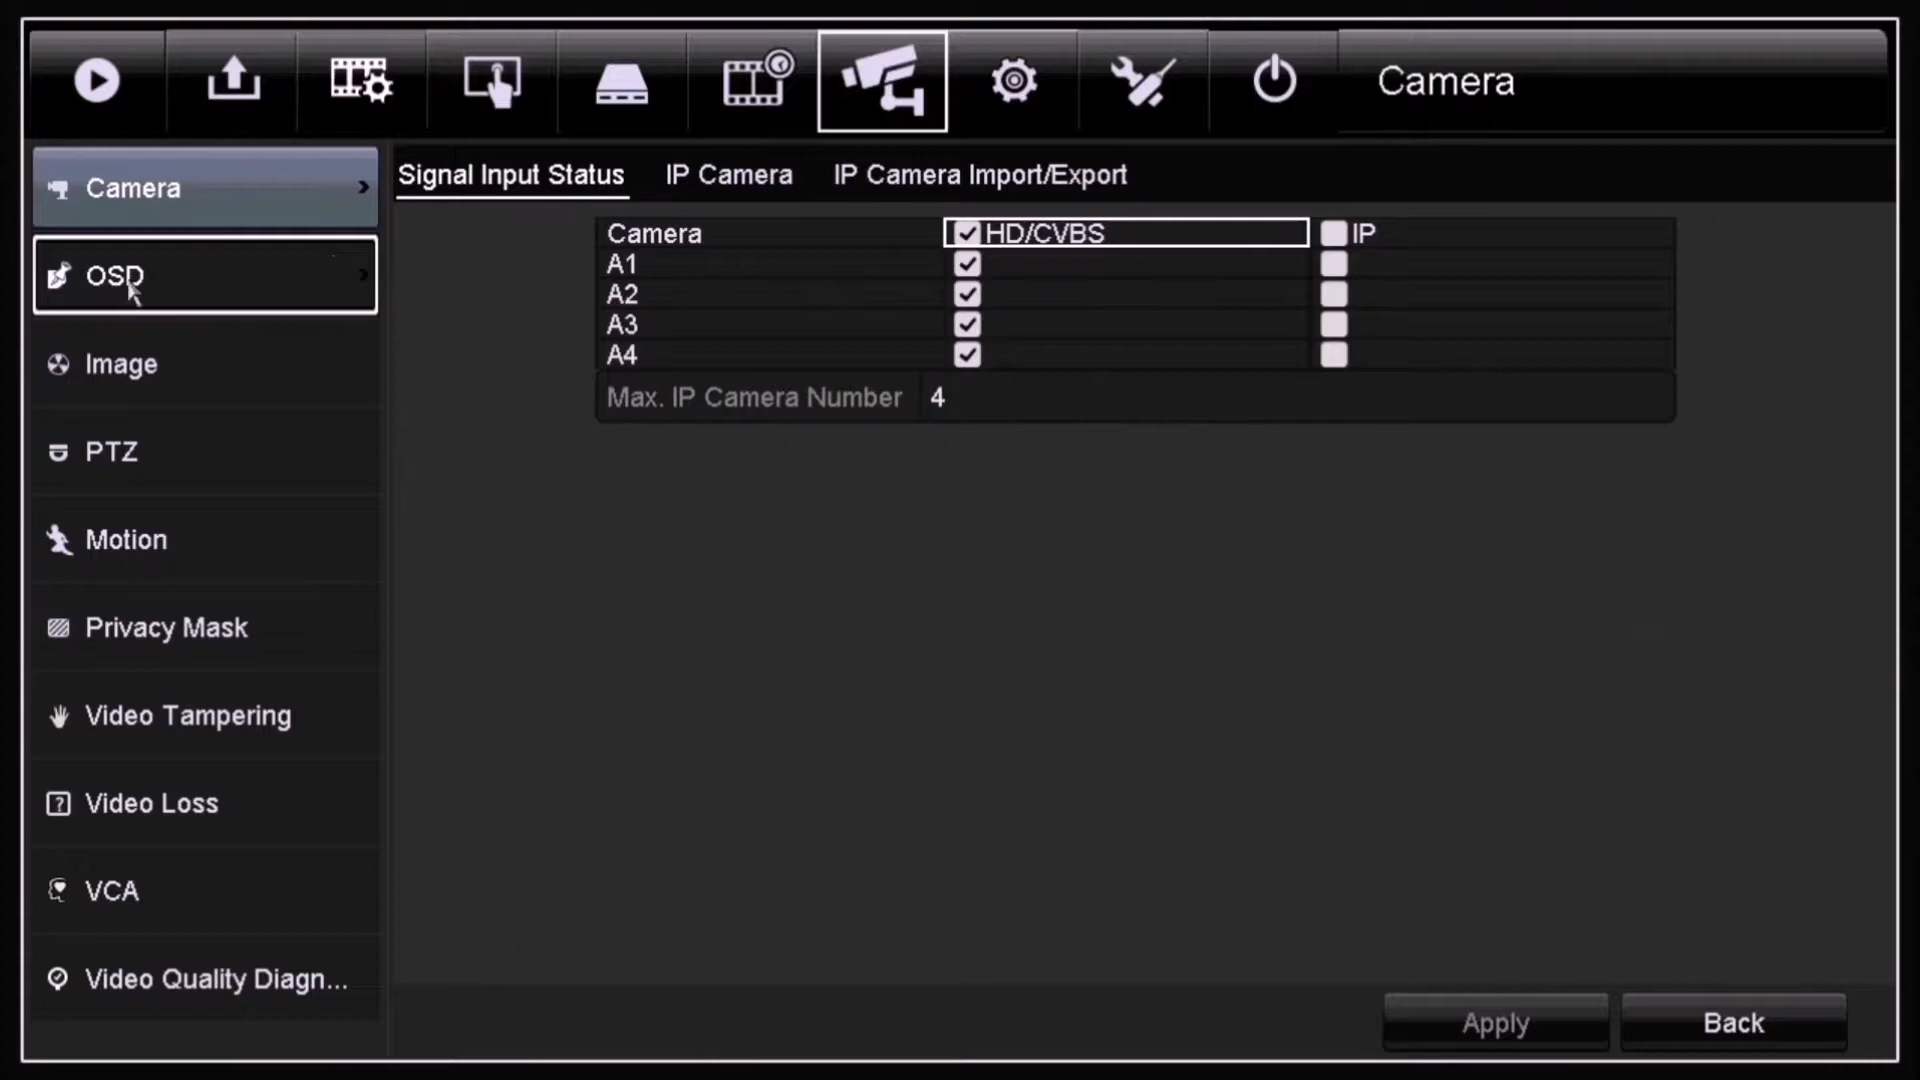 Camera
Camera
OSD
Image
PTZ
Motion
Privacy Mask
Video Tampering
Video Loss
VCA
Video Quality Diagn...
Signal Input Status IP Camera IP Camera Import/Export
Camera HD/CVBS IP
A1
A2
A3
A4
Max. IP Camera Number 4
Apply Back